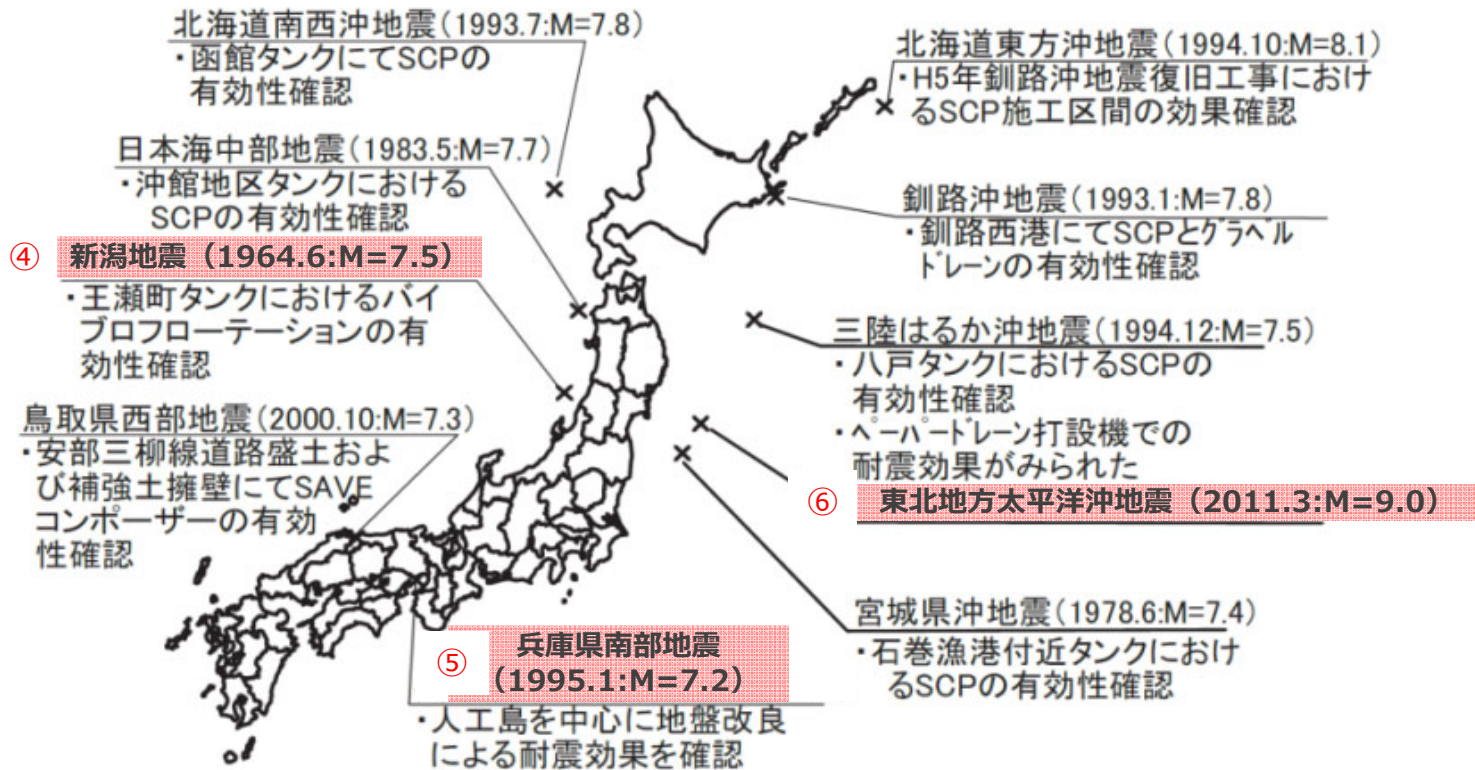 北海道南西沖地震(1993.7:M=7.8)
・函館タンクにてSCPの
有効性確認
日本海中部地震(1983.5:M=7.7)
・沖館地区タンクにおける
SCPの有効性確認
④ 新潟地震（1964.6:M=7.5）
・王瀬町タンクにおけるバイ
ブロフローテーションの有
効性確認
鳥取県西部地震(2000.10:M=7.3)
・安部三柳線道路盛土およ
び補強土擁壁にてSAVE
コンポーザーの有効
性確認
北海道東方沖地震(1994.10:M=8.1)
・H5年釧路沖地震復旧工事におけ
るSCP施工区間の効果確認
釧路沖地震(1993.1:M=7.8)
・釧路西港にてSCPとｸﾞﾗﾍﾞﾙ
ﾄﾞﾚｰﾝの有効性確認
三陸はるか沖地震(1994.12:M=7.5)
・八戸タンクにおけるSCPの
有効性確認
・ﾍﾟｰﾊﾟｰﾄﾞﾚｰﾝ打設機での
耐震効果がみられた
⑥ 東北地方太平洋沖地震（2011.3:M=9.0）
宮城県沖地震(1978.6:M=7.4)
・石巻漁港付近タンクにおけ
るSCPの有効性確認
⑤ 兵庫県南部地震
（1995.1:M=7.2）
・人工島を中心に地盤改良
による耐震効果を確認